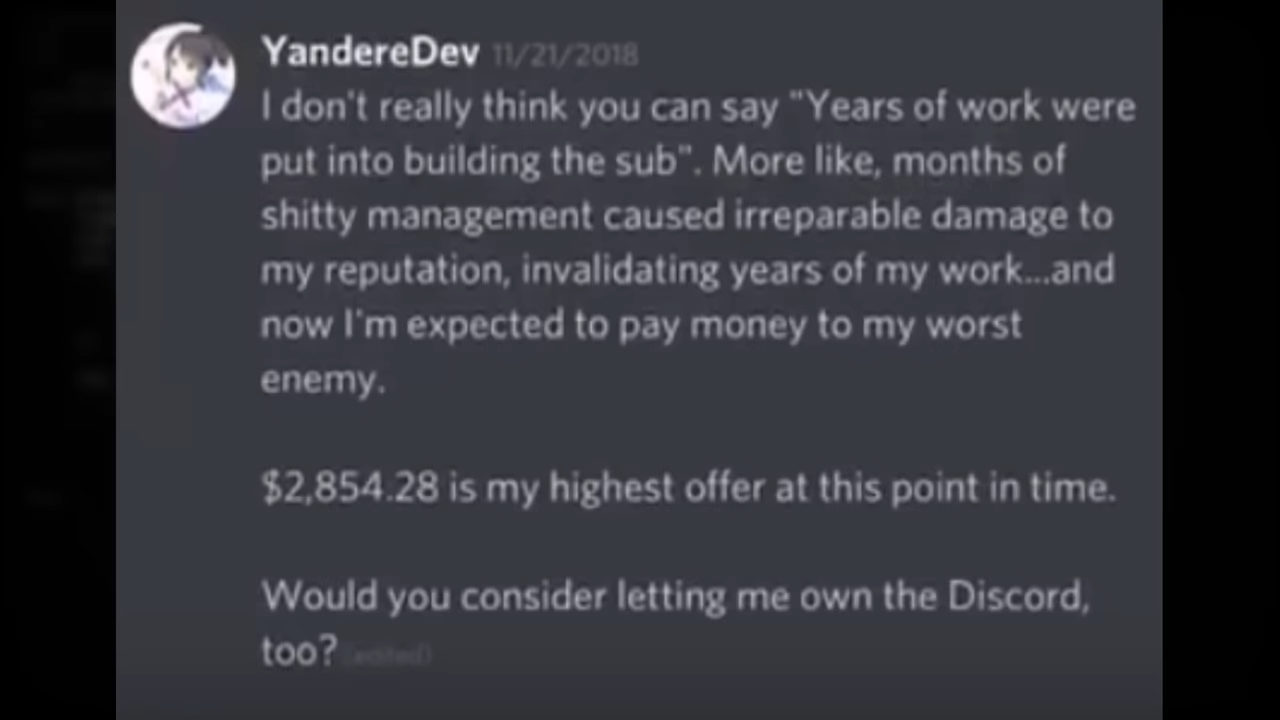 YandereDev 11/21/2018
I don't really think you can say "Years of work were
put into building the sub". More like, months of
shitty management caused irreparable damage to
my reputation, invalidating years of my work...and
now I'm expected to pay money to my worst
enemy.
$2,854.28 is my highest offer at this point in time.
Would you consider letting me own the Discord,
too? (edited)